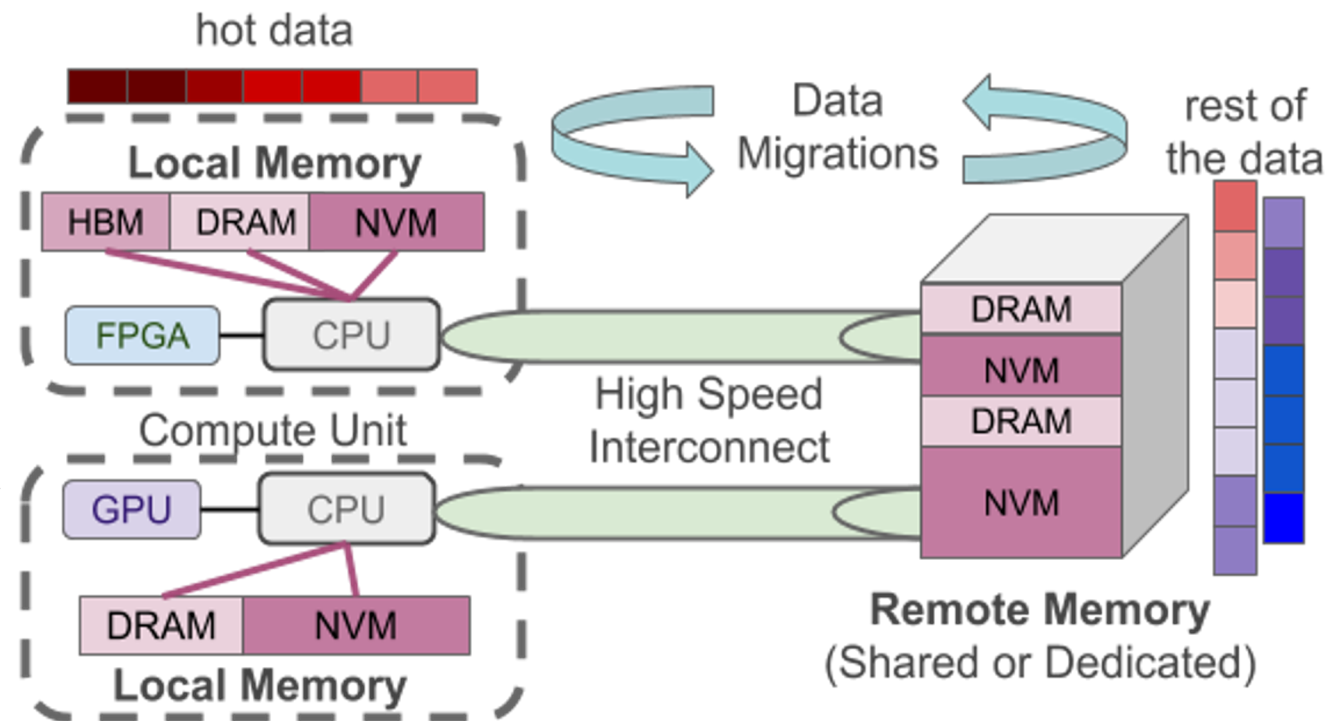 hot data
Local Memory
HBM
DRAM
NVM
FPGA
CPU
Compute Unit
GPU
CPU
DRAM
NVM
Local Memory
Data
Migrations
High Speed
Interconnect
rest of
the data
DRAM
NVM
DRAM
NVM
Remote Memory
(Shared or Dedicated)